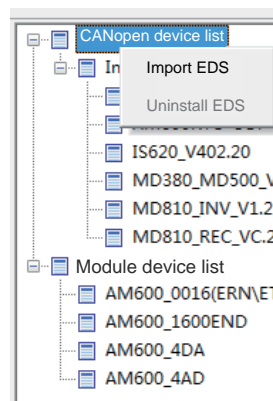 CANopen device list
In
Import EDS
Uninstall EDS
IS620_V402.20
MD380_MD500_V
MD810_INV_V1.2
MD810_REC_VC.2
Module device list
AM600_0016(ERN\ET
AM600_1600END
AM600_4DA
AM600_4AD